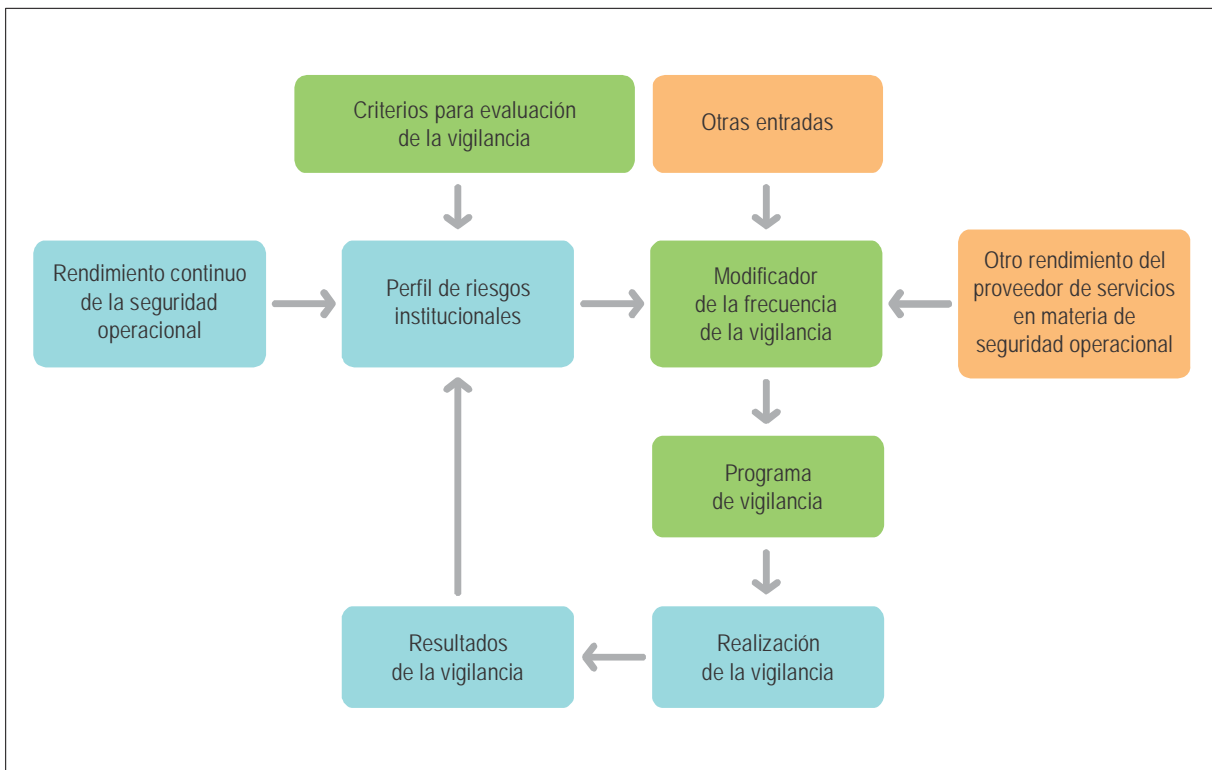 Criterios para evaluación
de la vigilancia
Otras entradas
Rendimiento continuo
de la seguridad
operacional
Perfil de riesgos
institucionales
Modificador
de la frecuencia
de la vigilancia
Otro rendimiento del
proveedor de servicios
en materia de
seguridad operacional
Programa
de vigilancia
Resultados
de la vigilancia
Realización
de la vigilancia